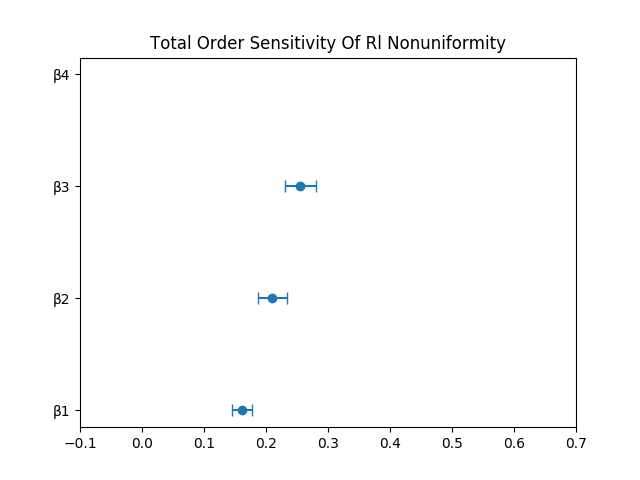 Total Order Sensitivity Of Rl Nonuniformity
β4
β3
β2
β1
−0.1 0.0 0.1 0.2 0.3 0.4 0.5 0.6 0.7